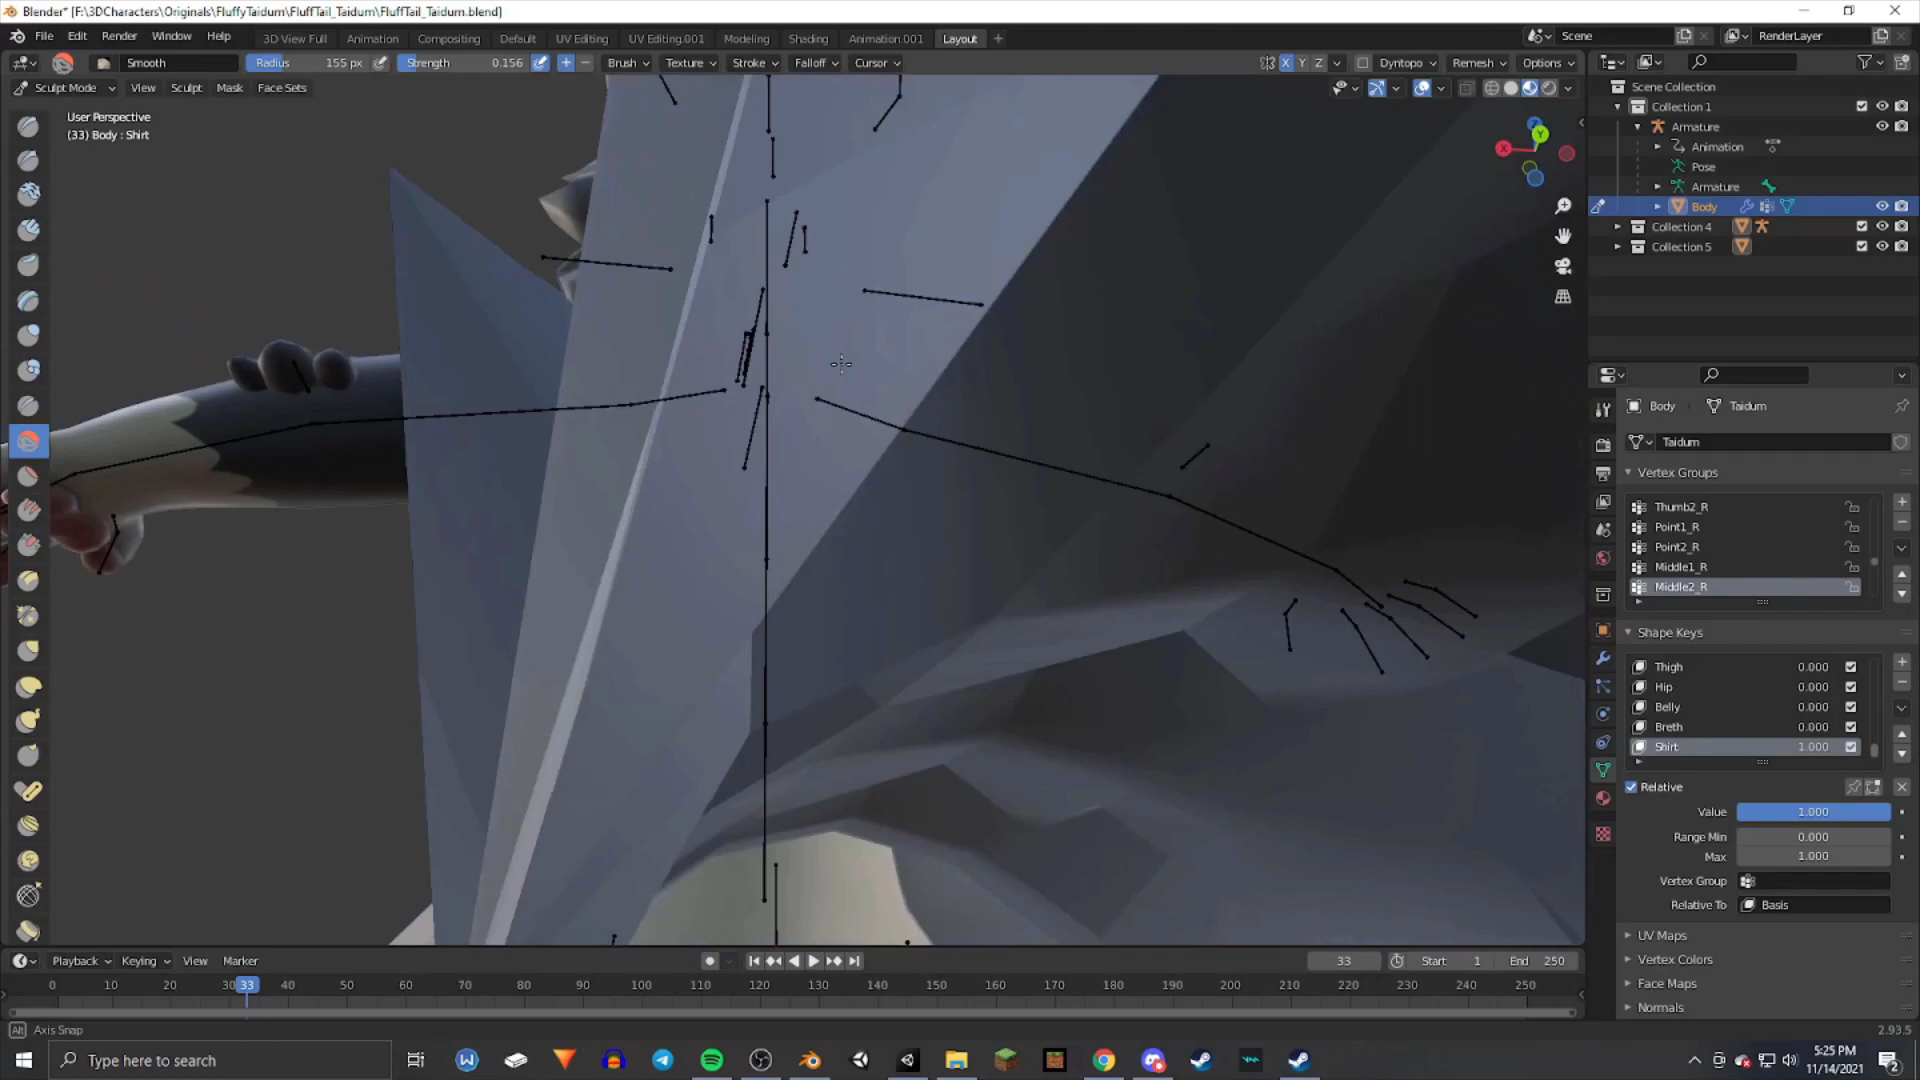 Blender* [F:\3DCharacters\Originals\FluffyTaidum\FluffTail_Taidum\FluffTail_Taidum.blend]
File Edit Render Window Help 3D View Full Animation Compositing Default UV Editing UV Editing.001 Modeling Shading Animation.001 Layout Scene RenderLayer
Smooth Radius 155 px Strength 0.156 Brush Texture Stroke Falloff Cursor X Y Z Dyntopo Remesh Options
Sculpt Mode View Sculpt Mask Face Sets
User Perspective
(33) Body : Shirt
X
Y
Z
Scene Collection
Collection 1
Armature
Animation
Pose
Armature
Body
Collection 4
Collection 5
Body Taidum
Taidum
Vertex Groups
Thumb2_R
Point1_R
Point2_R
Middle1_R
Middle2_R
Shape Keys
Thigh 0.000
Hip 0.000
Belly 0.000
Breth 0.000
Shirt 1.000
Relative
Value 1.000
Range Min 0.000
Max 1.000
Vertex Group
Relative To Basis
UV Maps
Vertex Colors
Face Maps
Normals
Playback Keying View Marker 33 Start 1 End 250
0 10 20 30 33 40 50 60 70 80 90 100 110 120 130 140 150 160 170 180 190 200 210 220 230 240 250
Alt Axis Snap 2.93.5
Type here to search
5:25 PM
11/14/2021
2